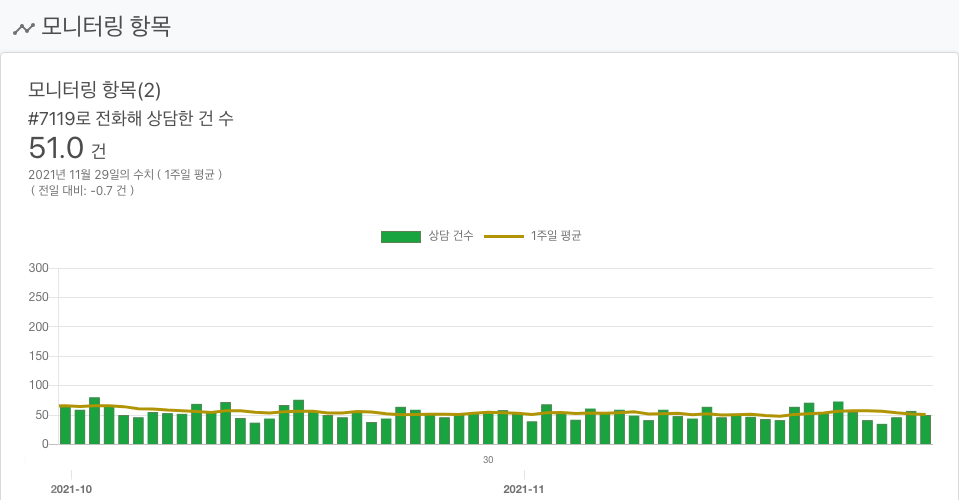 모니터링 항목
모니터링 항목(2)
#7119로 전화해 상담한 건 수
51.0 건
2021년 11월 29일의 수치 ( 1주일 평균 )
( 전일 대비: -0.7 건 )
상담 건수 1주일 평균
300
250
200
150
100
50
0
30
2021-10 2021-11